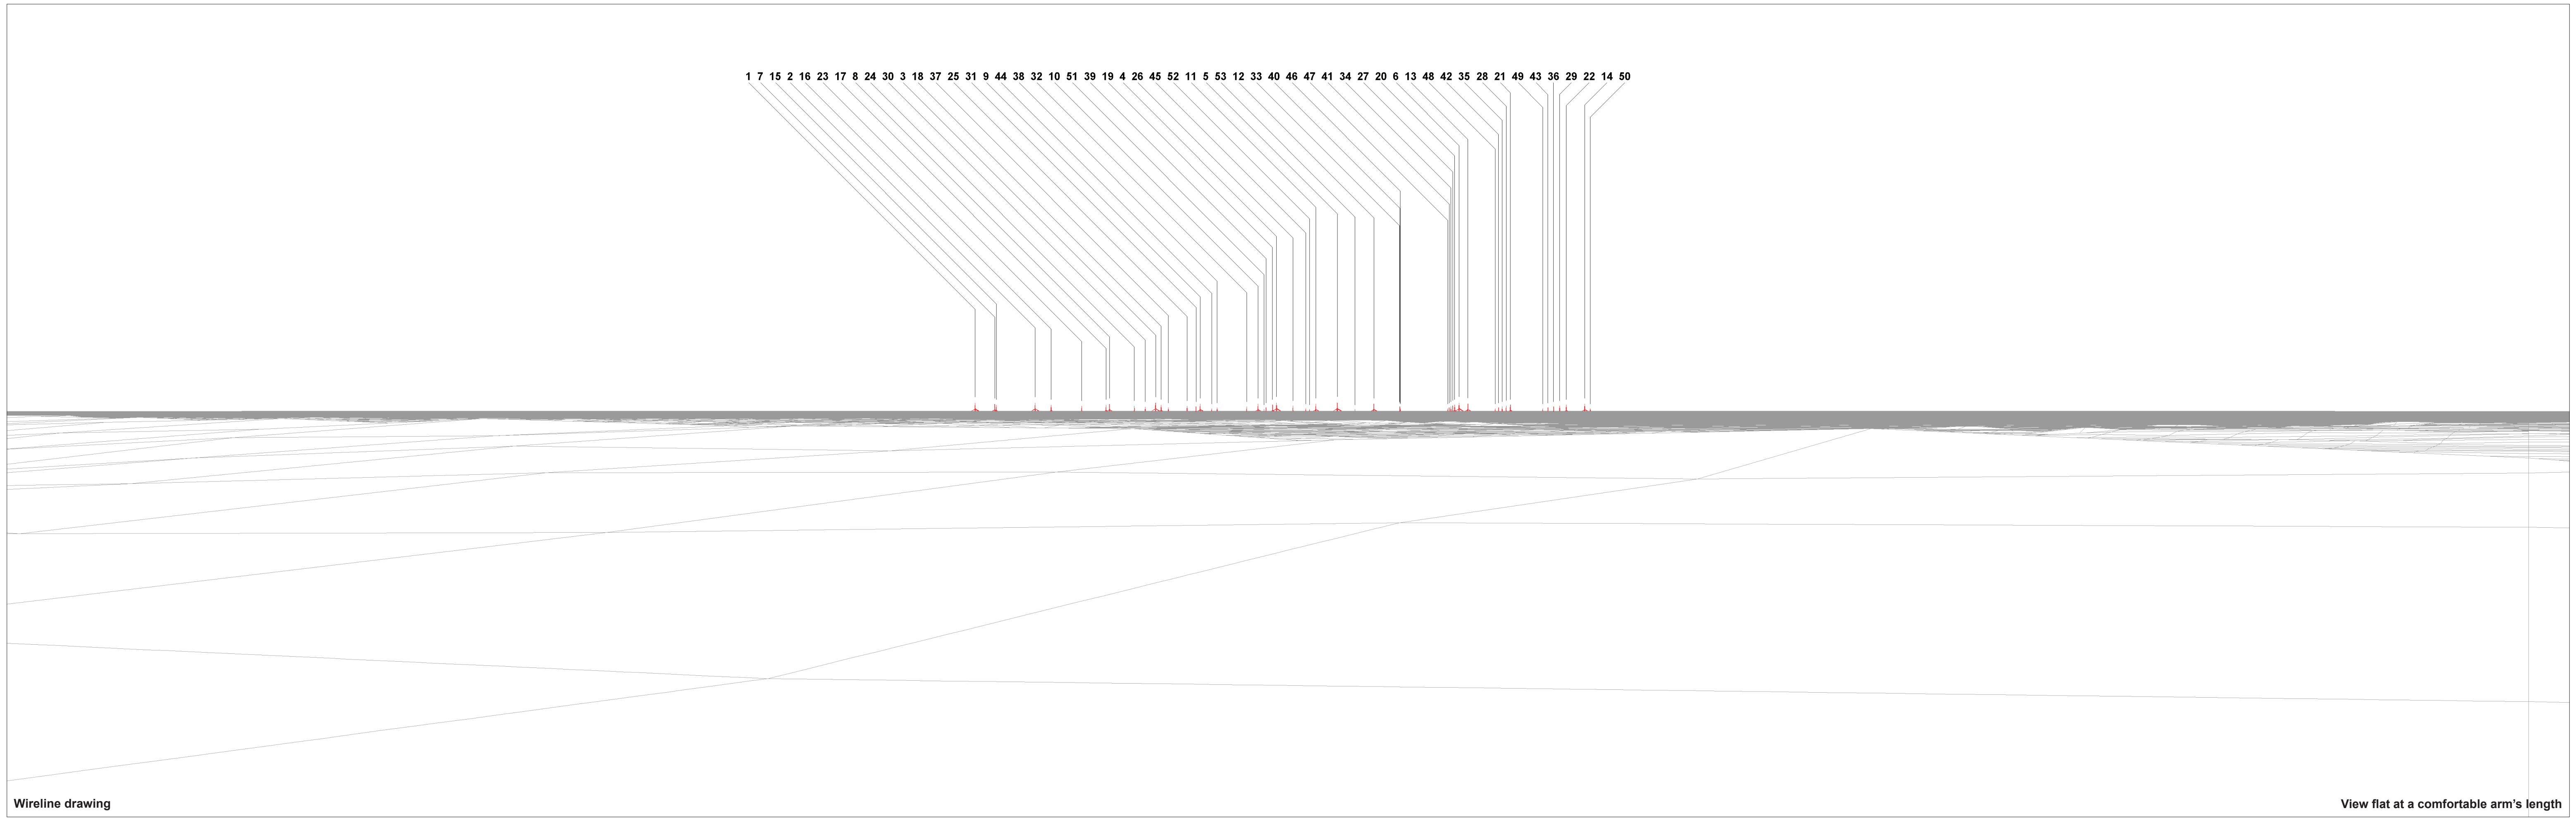 1 7 15 2 16 23 17 8 24 30 3 18 37 25 31 9 44 38 32 10 51 39 19 4 26 45 52 11 5 53 12 33 40 46 47 41 34 27 20 6 13 48 42 35 28 21 49 43 36 29 22 14 50
Wireline drawing
View flat at a comfortable arm's length